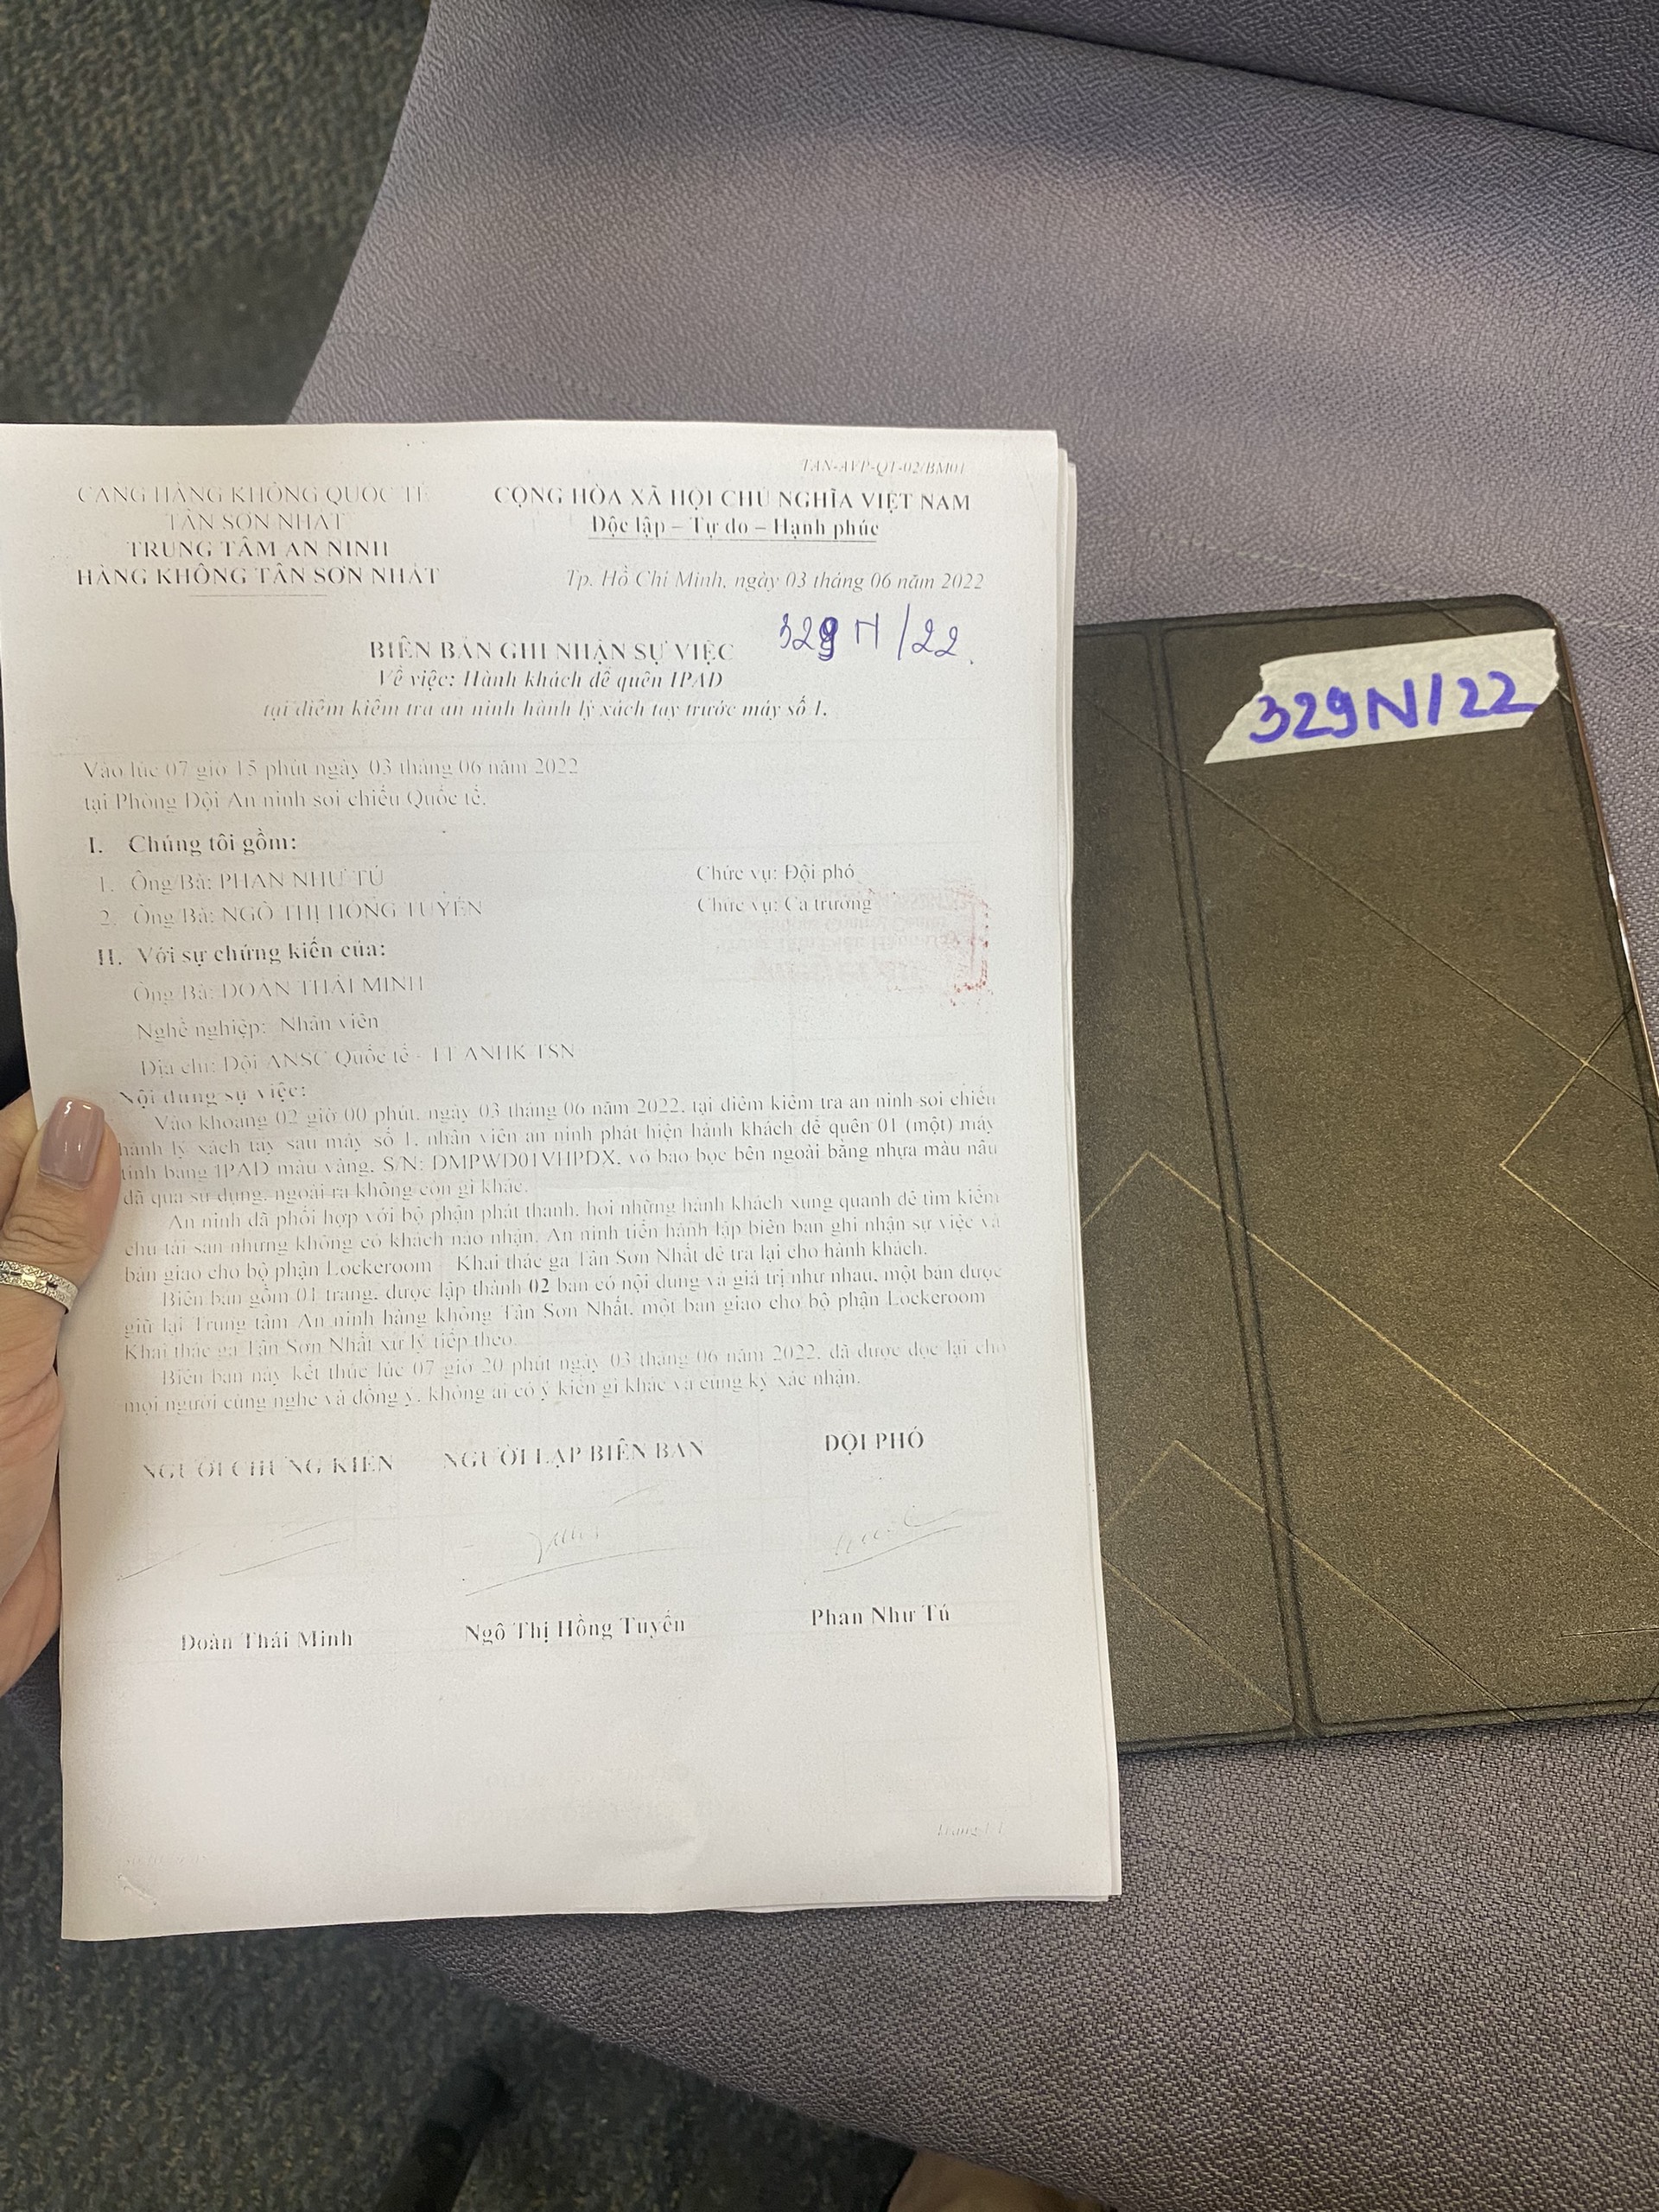 TAN-AVP-QT-02/BM01
CẢNG HÀNG KHÔNG QUỐC TẾ
TÂN SƠN NHẤT
TRUNG TÂM AN NINH
HÀNG KHÔNG TÂN SƠN NHẤT
CỘNG HÒA XÃ HỘI CHỦ NGHĨA VIỆT NAM
Độc lập – Tự do – Hạnh phúc
Tp. Hồ Chí Minh, ngày 03 tháng 06 năm 2022
329N/22
BIÊN BẢN GHI NHẬN SỰ VIỆC
Về việc: Hành khách để quên IPAD
tại điểm kiểm tra an ninh hành lý xách tay trước máy số 1.
Vào lúc 07 giờ 15 phút ngày 03 tháng 06 năm 2022
tại Phòng Đội An ninh soi chiếu Quốc tế.
I. Chúng tôi gồm:
1. Ông/Bà: PHAN NHƯ TÚ Chức vụ: Đội phó
2. Ông/Bà: NGÔ THỊ HỒNG TUYẾN Chức vụ: Ca trưởng
II. Với sự chứng kiến của:
Ông/Bà: ĐOÀN THÁI MINH
Nghề nghiệp: Nhân viên
Địa chỉ: Đội ANSC Quốc tế - TT ANHK TSN
Nội dung sự việc:
Vào khoảng 02 giờ 00 phút, ngày 03 tháng 06 năm 2022, tại điểm kiểm tra an ninh soi chiếu
hành lý xách tay sau máy số 1, nhân viên an ninh phát hiện hành khách để quên 01 (một) máy
tính bảng IPAD màu vàng, S/N: DMPWD01VHPDX, vỏ bao bọc bên ngoài bằng nhựa màu nâu
đã qua sử dụng, ngoài ra không còn gì khác.
An ninh đã phối hợp với bộ phận phát thanh, hỏi những hành khách xung quanh để tìm kiếm
chủ tài sản nhưng không có khách nào nhận. An ninh tiến hành lập biên bản ghi nhận sự việc và
bàn giao cho bộ phận Lockeroom Khai thác ga Tân Sơn Nhất để trả lại cho hành khách.
Biên bản gồm 01 trang, được lập thành 02 bản có nội dung và giá trị như nhau, một bản được
giữ lại Trung tâm An ninh hàng không Tân Sơn Nhất, một bản giao cho bộ phận Lockeroom
Khai thác ga Tân Sơn Nhất xử lý tiếp theo.
Biên bản này kết thúc lúc 07 giờ 20 phút ngày 03 tháng 06 năm 2022, đã được đọc lại cho
mọi người cùng nghe và đồng ý, không ai có ý kiến gì khác và cùng ký xác nhận.
NGƯỜI CHỨNG KIẾN NGƯỜI LẬP BIÊN BẢN ĐỘI PHÓ
Đoàn Thái Minh Ngô Thị Hồng Tuyến Phan Như Tú
Trang 1/1
329N/22